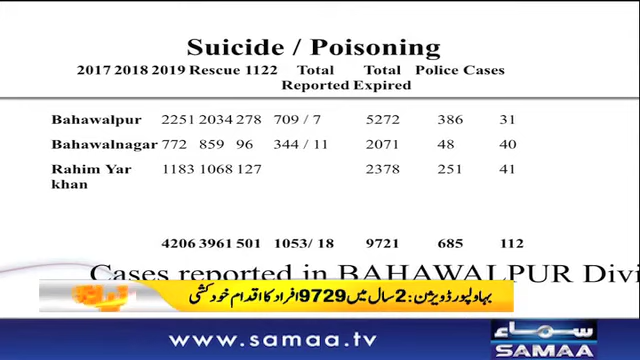 Suicide / Poisoning
2017 2018 2019 Rescue 1122 Total Total Police Cases
Reported Expired
Bahawalpur 2251 2034 278 709 / 7 5272 386 31
Bahawalnagar 772 859 96 344 / 11 2071 48 40
Rahim Yar 1183 1068 127 2378 251 41
khan
4206 3961 501 1053/ 18 9721 685 112
Cases reported in BAHAWALPUR Divi
بہاولپور ڈویژن : 2 سال میں 9729 افراد کا اقدام خودکشی
www.samaa.tv
سماء
SAMAA